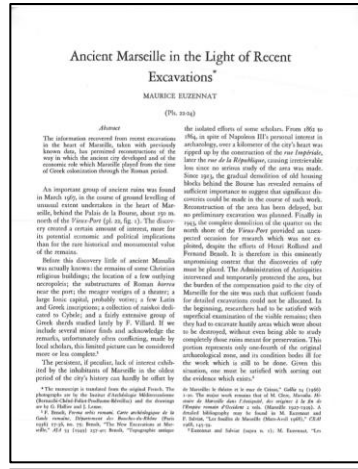 Ancient Marseille in the Light of Recent
Excavations*
MAURICE EUZENNAT
(Pls. 22-24)
Abstract
The information recovered from recent excavations
in the heart of Marseille, taken with previously
known data, has permitted reconstructions of the
way in which the ancient city developed and of the
economic role which Marseille played from the time
of Greek colonization through the Roman period.
An important group of ancient ruins was found
in March 1967, in the course of ground levelling of
unusual extent undertaken in the heart of Mar-
seille, behind the Palais de la Bourse, about 250 m.
north of the Vieux-Port (pl. 22, fig. 1). The discov-
ery created a certain amount of interest, more for
its potential economic and political implications
than for the rare historical and monumental value
of the remains.
Before this discovery little of ancient Massalia
was actually known: the remains of some Christian
religious buildings; the location of a few outlying
necropoleis; the substructures of Roman horrea
near the port; the meager vestiges of a theater; a
large Ionic capital, probably votive; a few Latin
and Greek inscriptions; a collection of naiskoi dedi-
cated to Cybele; and a fairly extensive group of
Greek sherds studied lately by F. Villard. If we
include several minor finds and acknowledge the
remarks, unfortunately often conflicting, made by
local scholars, this limited picture can be considered
more or less complete.
The persistent, if peculiar, lack of interest exhib-
ited by the inhabitants of Marseille in the oldest
period of the city's history can hardly be offset by
the isolated efforts of some scholars. From 1862 to
1864, in spite of Napoleon III's personal interest in
archaeology, over a kilometer of the city's heart was
ripped up by the construction of the rue Impériale,
later the rue de la République, causing irretrievable
loss since no serious study of the area was made.
Since 1913, the gradual demolition of old housing
blocks behind the Bourse has revealed remains of
sufficient importance to suggest that significant dis-
coveries could be made in the course of such work.
Reconstruction of the area has been delayed, but
no preliminary excavation was planned. Finally in
1943, the complete demolition of the quarter on the
north shore of the Vieux-Port provided an unex-
pected occasion for research which was not ex-
ploited, despite the efforts of Henri Rolland and
Fernand Benoit. It is therefore in this eminently
unpromising context that the discoveries of 1967
must be placed. The Administration of Antiquities
intervened and temporarily protected the area, but
the burden of the compensation paid to the city of
Marseille for the site was such that sufficient funds
for detailed excavations could not be allocated. In
the beginning, researchers had to be satisfied with
superficial examination of the visible remains; then
they had to excavate hastily areas which were about
to be destroyed, without even being able to study
completely those ruins meant for preservation. This
portion represents only one-fourth of the original
archaeological zone, and its condition bodes ill for
the work which is still to be done. Given this
situation, one must be satisfied with sorting out
the evidence which exists.